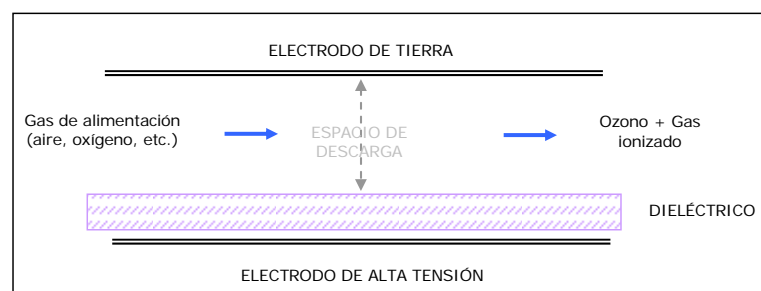 ELECTRODO DE TIERRA
Gas de alimentación
(aire, oxígeno, etc.)
ESPACIO DE
DESCARGA
Ozono + Gas
ionizado
DIELÉCTRICO
ELECTRODO DE ALTA TENSIÓN